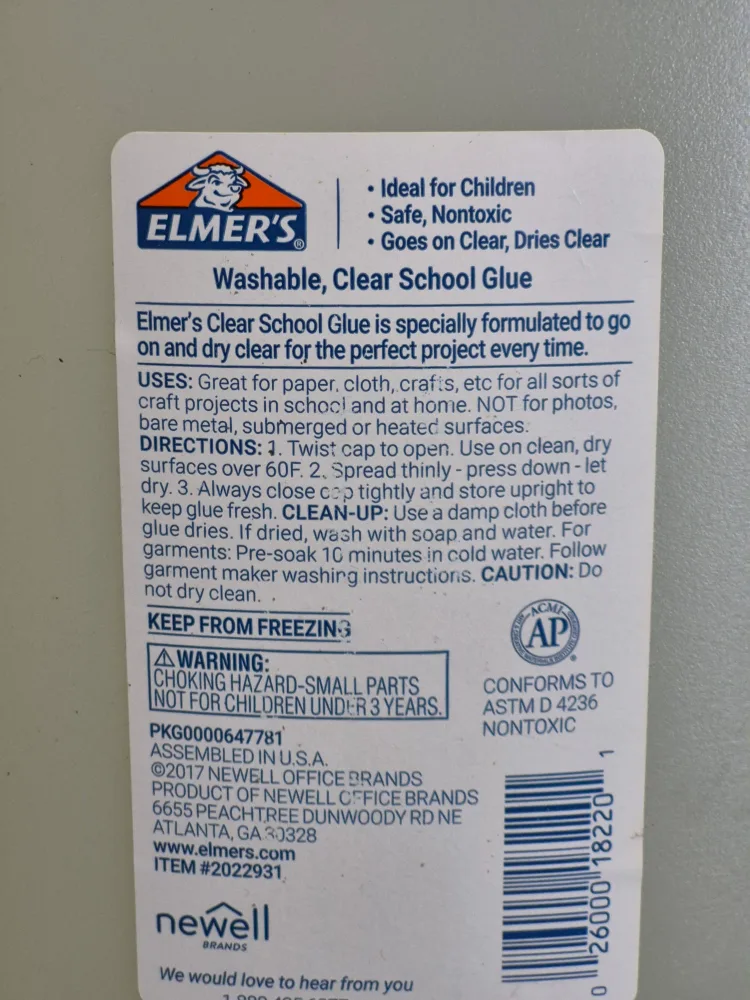 ELMER'S®
• Ideal for Children
• Safe, Nontoxic
• Goes on Clear, Dries Clear
Washable, Clear School Glue
Elmer's Clear School Glue is specially formulated to go
on and dry clear for the perfect project every time.
USES: Great for paper, cloth, crafts, etc for all sorts of
craft projects in school and at home. NOT for photos,
bare metal, submerged or heated surfaces.
DIRECTIONS: 1. Twist cap to open. Use on clean, dry
surfaces over 60F. 2. Spread thinly - press down - let
dry. 3. Always close cap tightly and store upright to
keep glue fresh. CLEAN-UP: Use a damp cloth before
glue dries. If dried, wash with soap and water. For
garments: Pre-soak 10 minutes in cold water. Follow
garment maker washing instructions. CAUTION: Do
not dry clean.
KEEP FROM FREEZING
⚠WARNING:
CHOKING HAZARD-SMALL PARTS
NOT FOR CHILDREN UNDER 3 YEARS.
ACMI
AP
CONFORMS TO
ASTM D 4236
NONTOXIC
PKG0000647781
ASSEMBLED IN U.S.A.
©2017 NEWELL OFFICE BRANDS
PRODUCT OF NEWELL OFFICE BRANDS
6655 PEACHTREE DUNWOODY RD NE
ATLANTA, GA 30328
www.elmers.com
ITEM #2022931
0 26000 18220 1
newell
BRANDS
We would love to hear from you